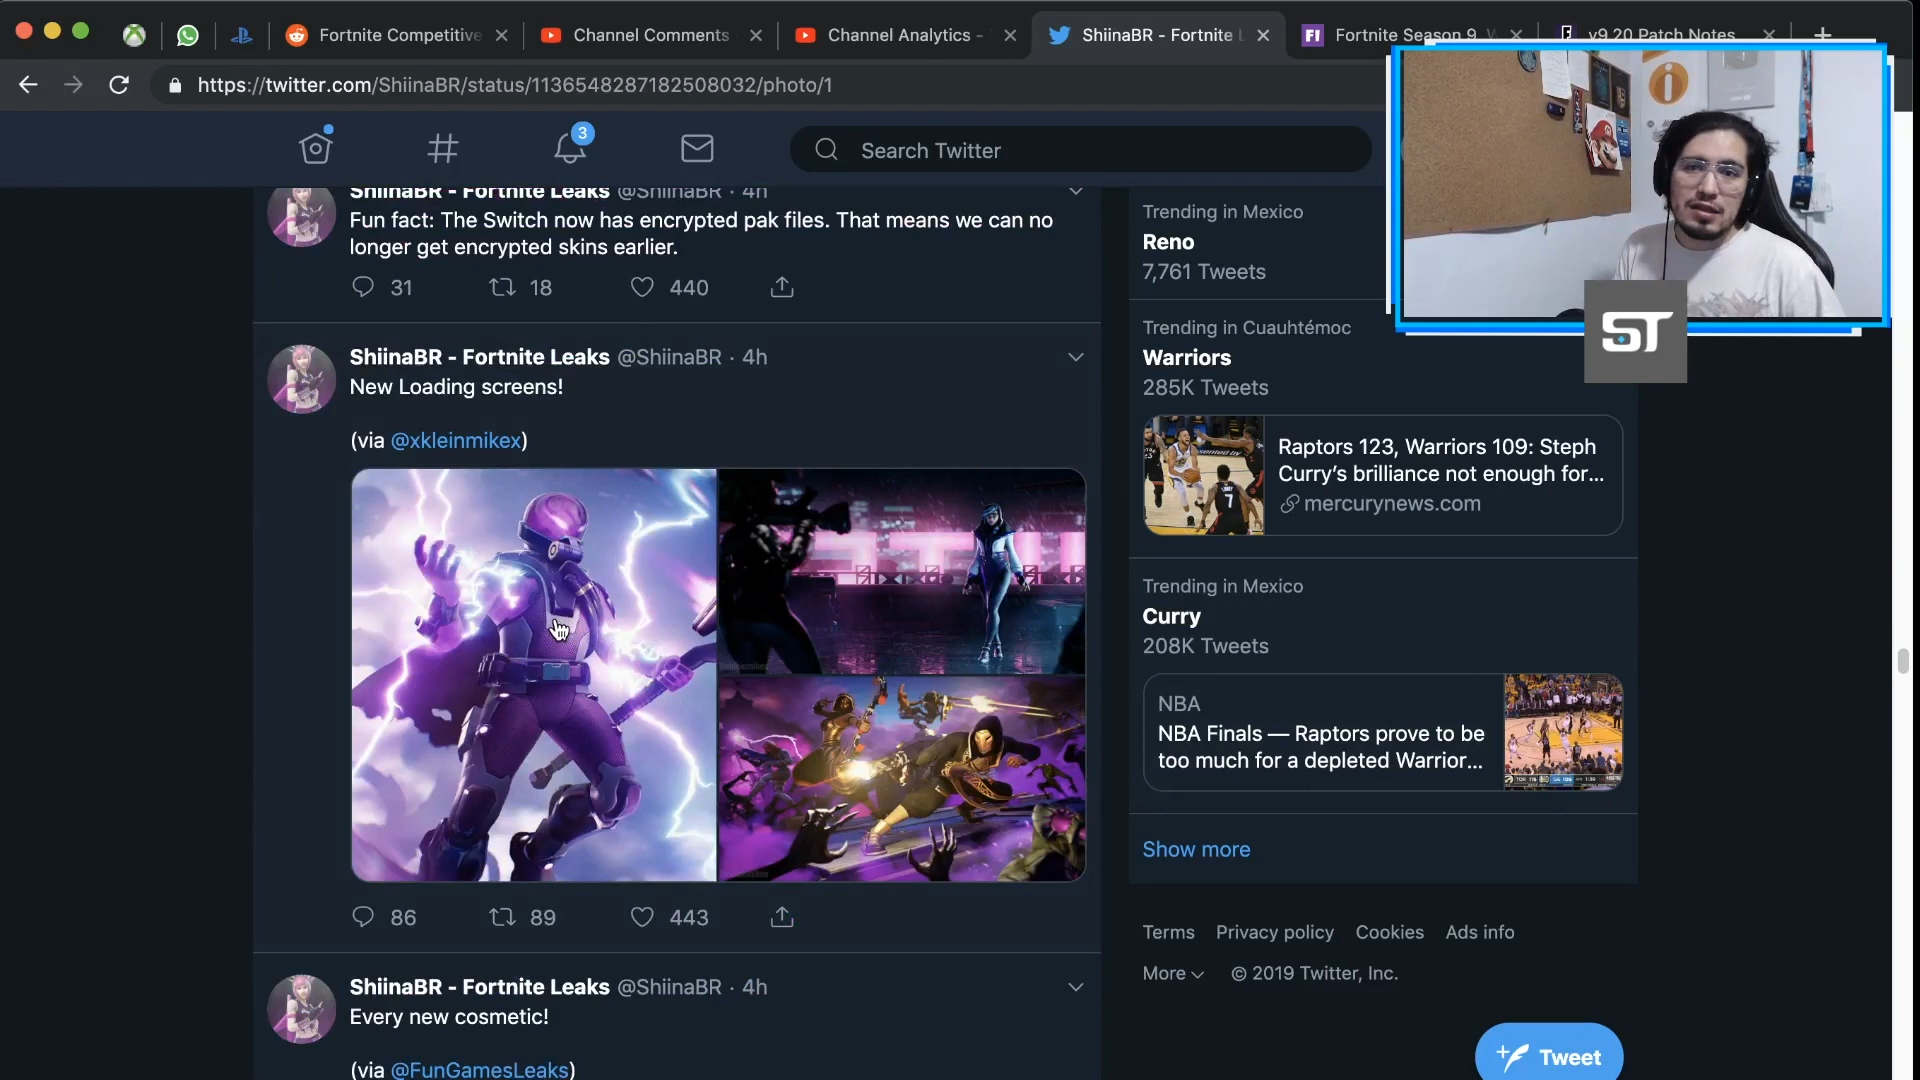 Fortnite Competitive
Channel Comments
Channel Analytics -
ShiinaBR - Fortnite L
Fortnite Season 9
v9.20 Patch Notes
https://twitter.com/ShiinaBR/status/1136548287182508032/photo/1
3
Search Twitter
ShiinaBR - Fortnite Leaks @ShiinaBR · 4h
Fun fact: The Switch now has encrypted pak files. That means we can no
longer get encrypted skins earlier.
31 18 440
ShiinaBR - Fortnite Leaks @ShiinaBR · 4h
New Loading screens!
(via @xkleinmikex)
86 89 443
ShiinaBR - Fortnite Leaks @ShiinaBR · 4h
Every new cosmetic!
(via @FunGamesLeaks)
Trending in Mexico
Reno
7,761 Tweets
Trending in Cuauhtémoc
Warriors
285K Tweets
Raptors 123, Warriors 109: Steph
Curry’s brilliance not enough for...
mercurynews.com
Trending in Mexico
Curry
208K Tweets
NBA
NBA Finals — Raptors prove to be
too much for a depleted Warrior...
Show more
Terms Privacy policy Cookies Ads info
More © 2019 Twitter, Inc.
Tweet
ST